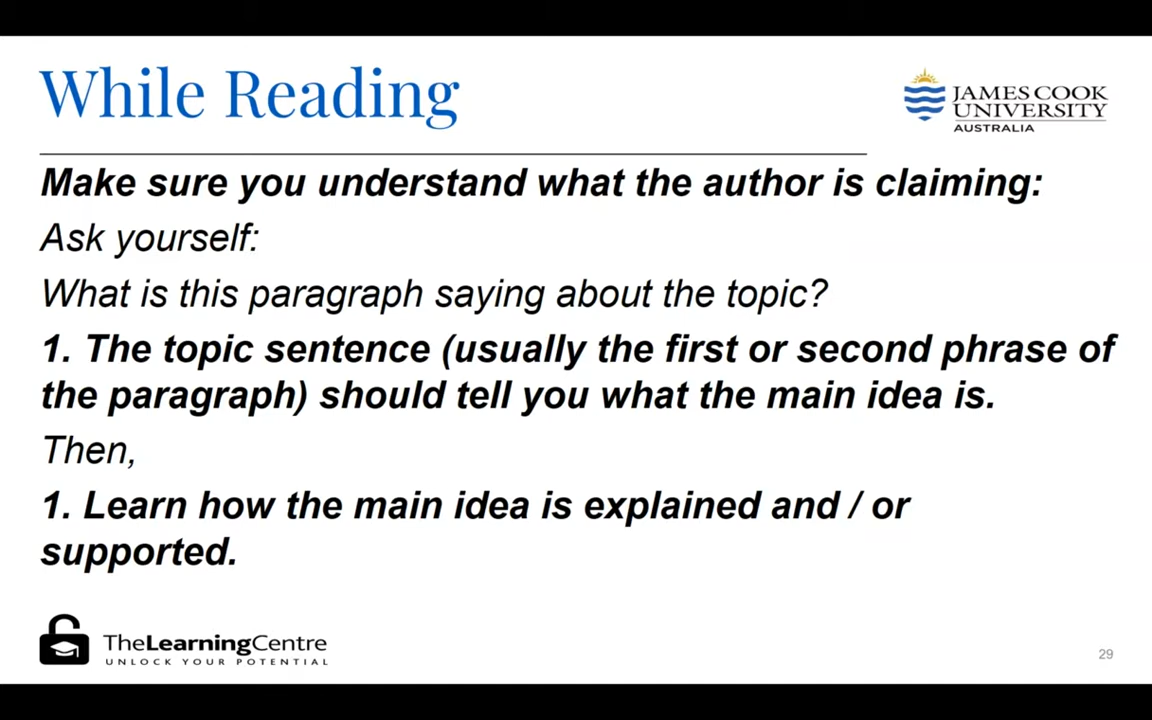 While Reading
JAMES COOK
UNIVERSITY
AUSTRALIA
Make sure you understand what the author is claiming:
Ask yourself:
What is this paragraph saying about the topic?
1. The topic sentence (usually the first or second phrase of
the paragraph) should tell you what the main idea is.
Then,
1. Learn how the main idea is explained and / or
supported.
TheLearningCentre
UNLOCK YOUR POTENTIAL
29